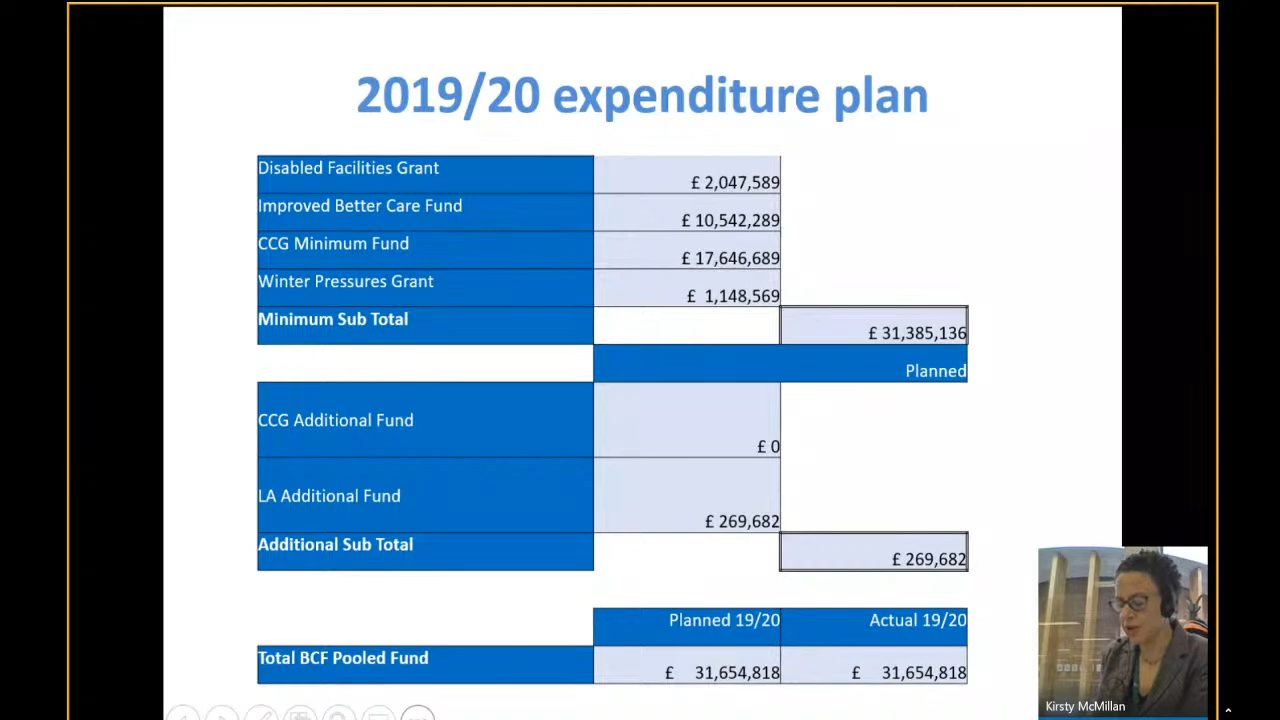 2019/20 expenditure plan
Disabled Facilities Grant
£ 2,047,589
Improved Better Care Fund
£ 10,542,289
CCG Minimum Fund
£ 17,646,689
Winter Pressures Grant
£ 1,148,569
Minimum Sub Total
£ 31,385,136
Planned
CCG Additional Fund
£ 0
LA Additional Fund
£ 269,682
Additional Sub Total
£ 269,682
Planned 19/20 Actual 19/20
Total BCF Pooled Fund
£ 31,654,818 £ 31,654,818
Kirsty McMillan